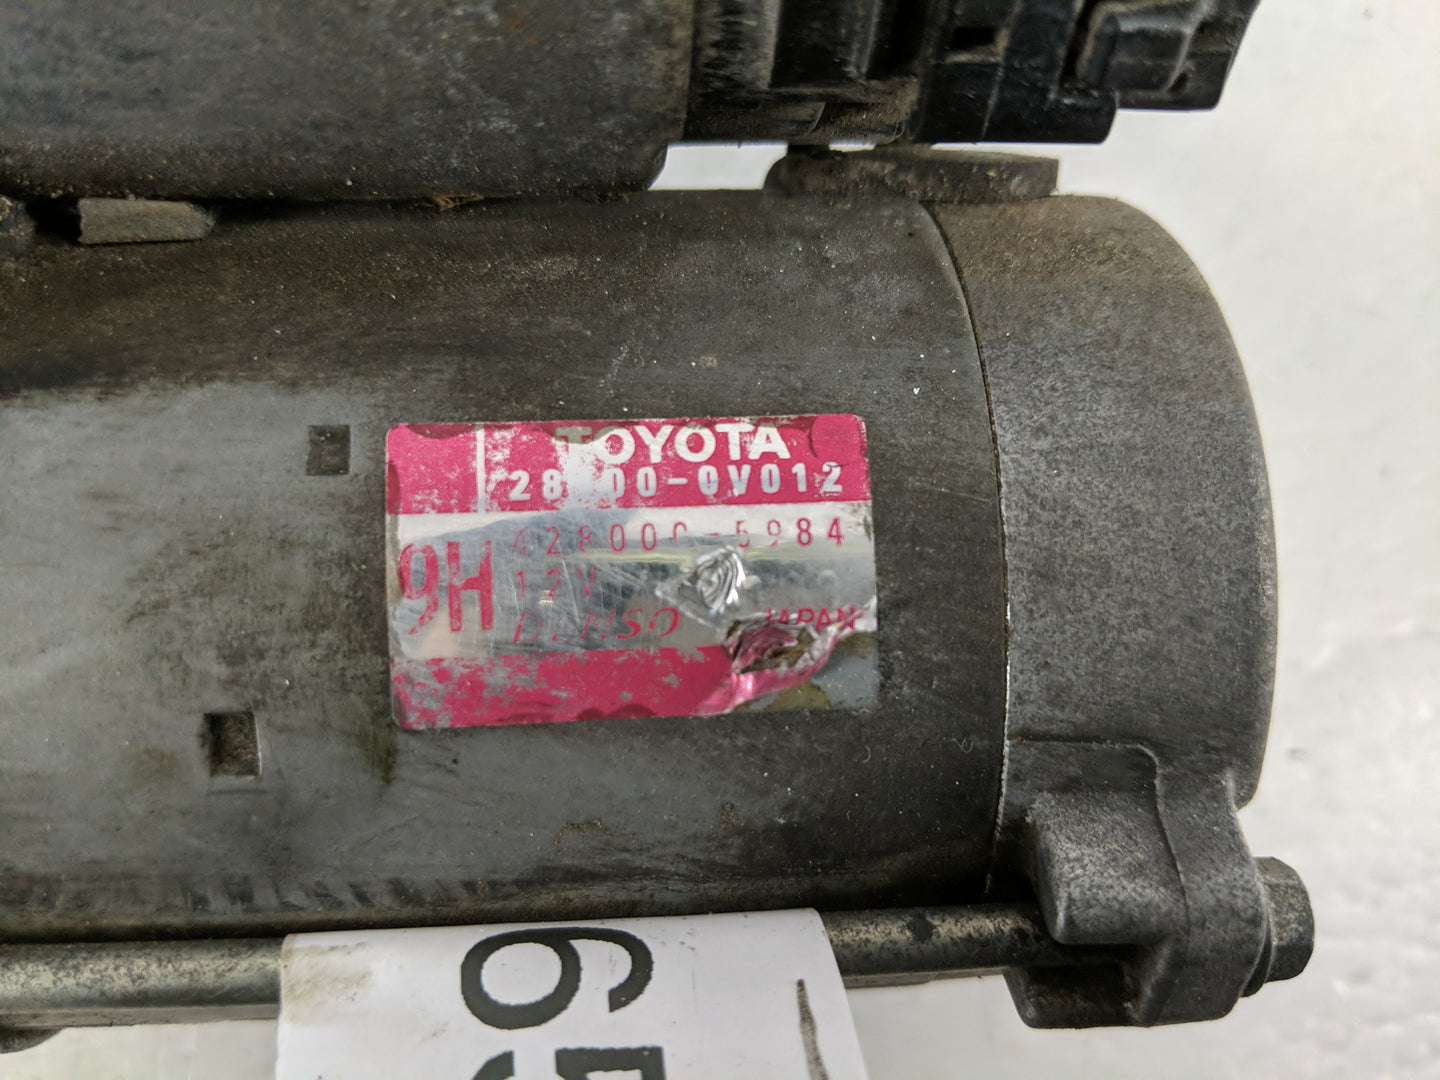 TOYOTA
28100-0V012
428000-5984
9H
12V
DENSO JAPAN